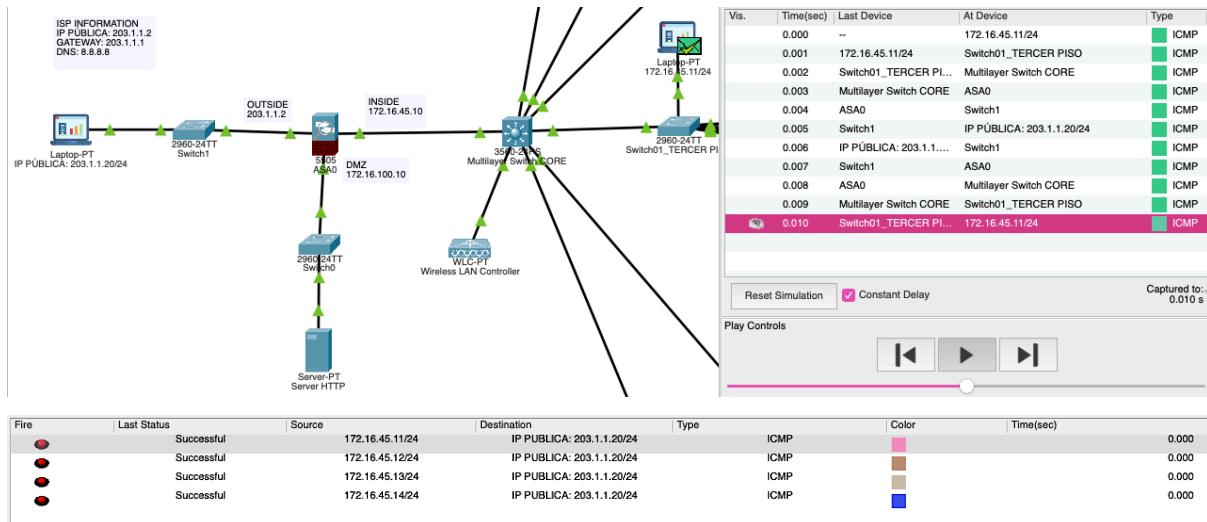 ISP INFORMATION
IP PÚBLICA: 203.1.1.2
GATEWAY: 203.1.1.1
DNS: 8.8.8.8
Laptop-PT
IP PÚBLICA: 203.1.1.20/24
2960-24TT
Switch1
OUTSIDE
203.1.1.2
5505
ASA0
INSIDE
172.16.45.10
DMZ
172.16.100.10
2960-24TT
Switch0
Server-PT
Server HTTP
3560-24PS
Multilayer Switch CORE
WLC-PT
Wireless LAN Controller
Laptop-PT
172.16.45.11/24
2960-24TT
Switch01_TERCER PI
Vis. Time(sec) Last Device At Device Type
0.000 -- 172.16.45.11/24 ICMP
0.001 172.16.45.11/24 Switch01_TERCER PISO ICMP
0.002 Switch01_TERCER PI... Multilayer Switch CORE ICMP
0.003 Multilayer Switch CORE ASA0 ICMP
0.004 ASA0 Switch1 ICMP
0.005 Switch1 IP PÚBLICA: 203.1.1.20/24 ICMP
0.006 IP PÚBLICA: 203.1.1.... Switch1 ICMP
0.007 Switch1 ASA0 ICMP
0.008 ASA0 Multilayer Switch CORE ICMP
0.009 Multilayer Switch CORE Switch01_TERCER PISO ICMP
0.010 Switch01_TERCER PI... 172.16.45.11/24 ICMP
Reset Simulation Constant Delay Captured to:
0.010 s
Play Controls
Fire Last Status Source Destination Type Color Time(sec)
Successful 172.16.45.11/24 IP PUBLICA: 203.1.1.20/24 ICMP 0.000
Successful 172.16.45.12/24 IP PUBLICA: 203.1.1.20/24 ICMP 0.000
Successful 172.16.45.13/24 IP PUBLICA: 203.1.1.20/24 ICMP 0.000
Successful 172.16.45.14/24 IP PUBLICA: 203.1.1.20/24 ICMP 0.000